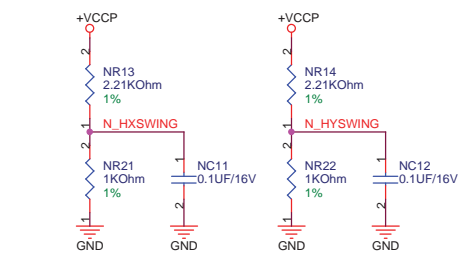 +VCCP
2
NR13
2.21KOhm
1%
1
N_HXSWING
2
NR21
1KOhm
1%
1
GND
1
NC11
0.1UF/16V
2
GND
+VCCP
2
NR14
2.21KOhm
1%
1
N_HYSWING
2
NR22
1KOhm
1%
1
GND
1
NC12
0.1UF/16V
2
GND